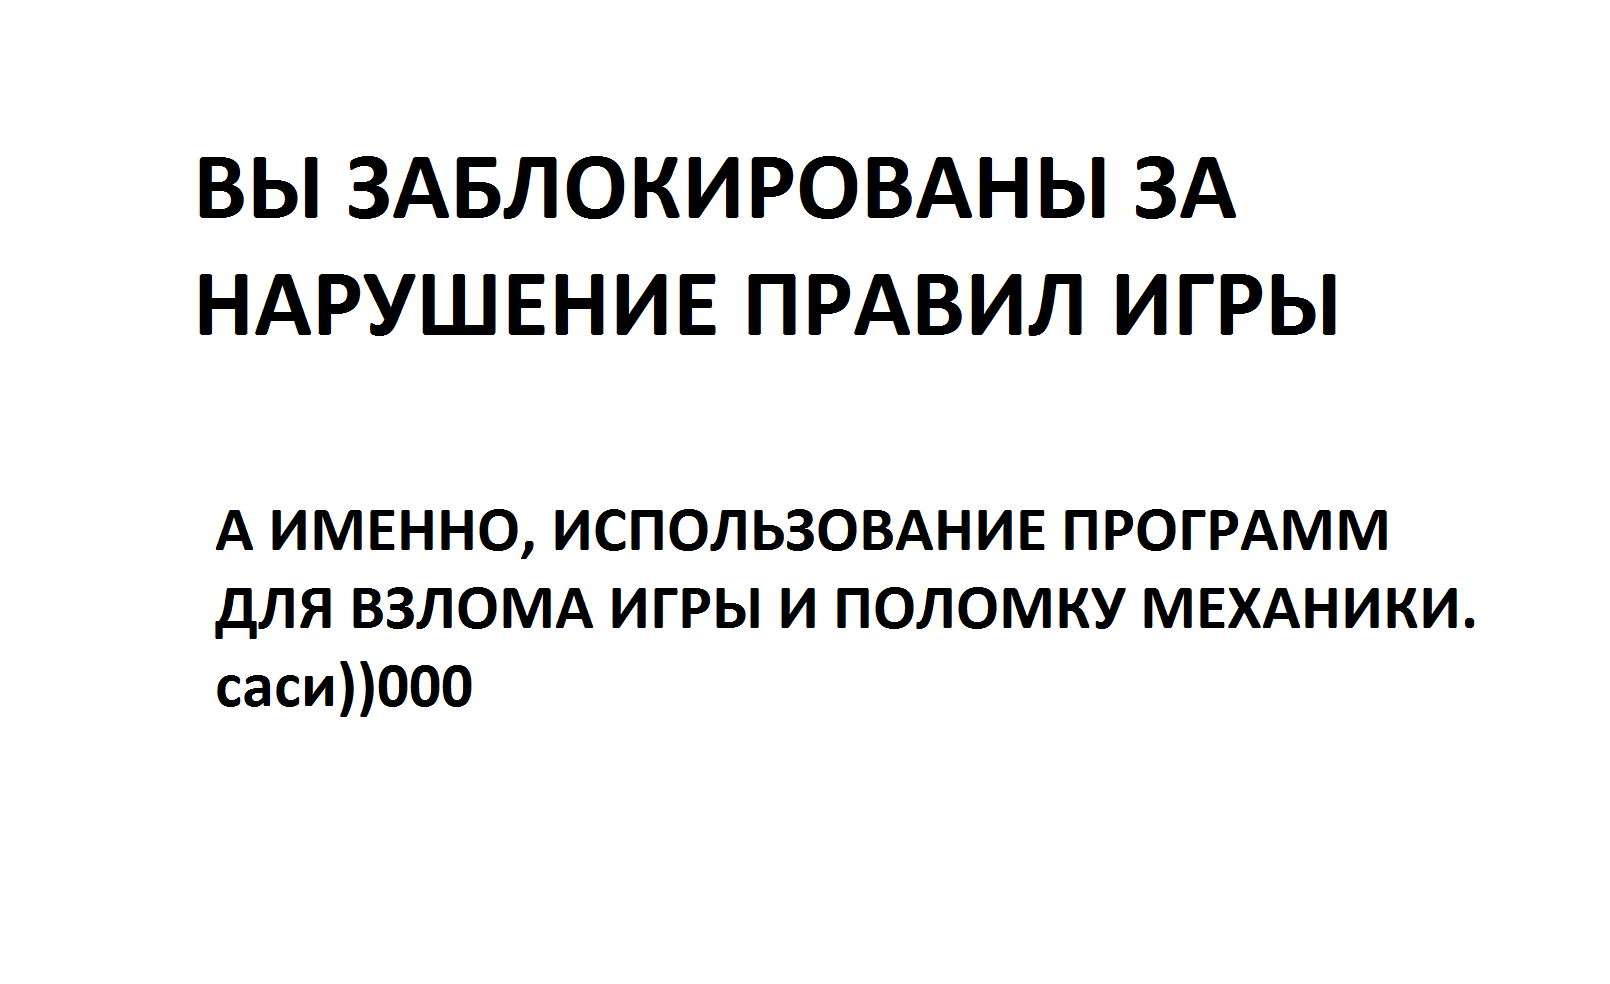 ВЫ ЗАБЛОКИРОВАНЫ ЗА
НАРУШЕНИЕ ПРАВИЛ ИГРЫ
А ИМЕННО, ИСПОЛЬЗОВАНИЕ ПРОГРАММ
ДЛЯ ВЗЛОМА ИГРЫ И ПОЛОМКУ МЕХАНИКИ.
саси))000